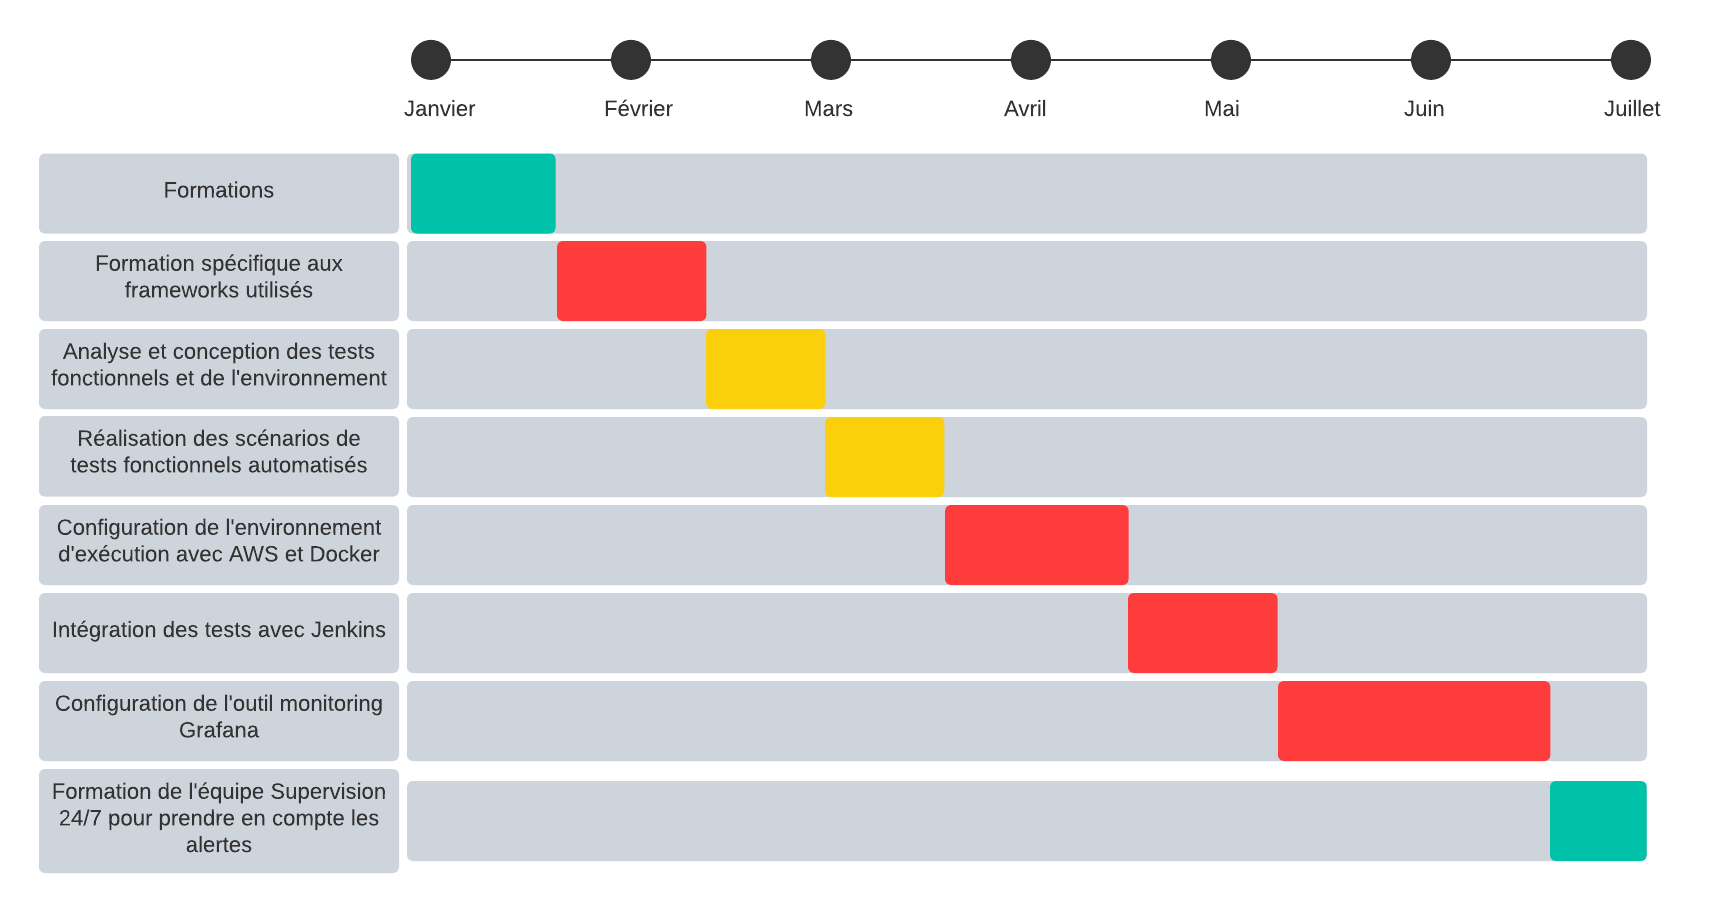 Janvier
Février
Mars
Avril
Mai
Juin
Juillet
Formations
Formation spécifique aux
frameworks utilisés
Analyse et conception des tests
fonctionnels et de l'environnement
Réalisation des scénarios de
tests fonctionnels automatisés
Configuration de l'environnement
d'exécution avec AWS et Docker
Intégration des tests avec Jenkins
Configuration de l'outil monitoring
Grafana
Formation de l'équipe Supervision
24/7 pour prendre en compte les
alertes